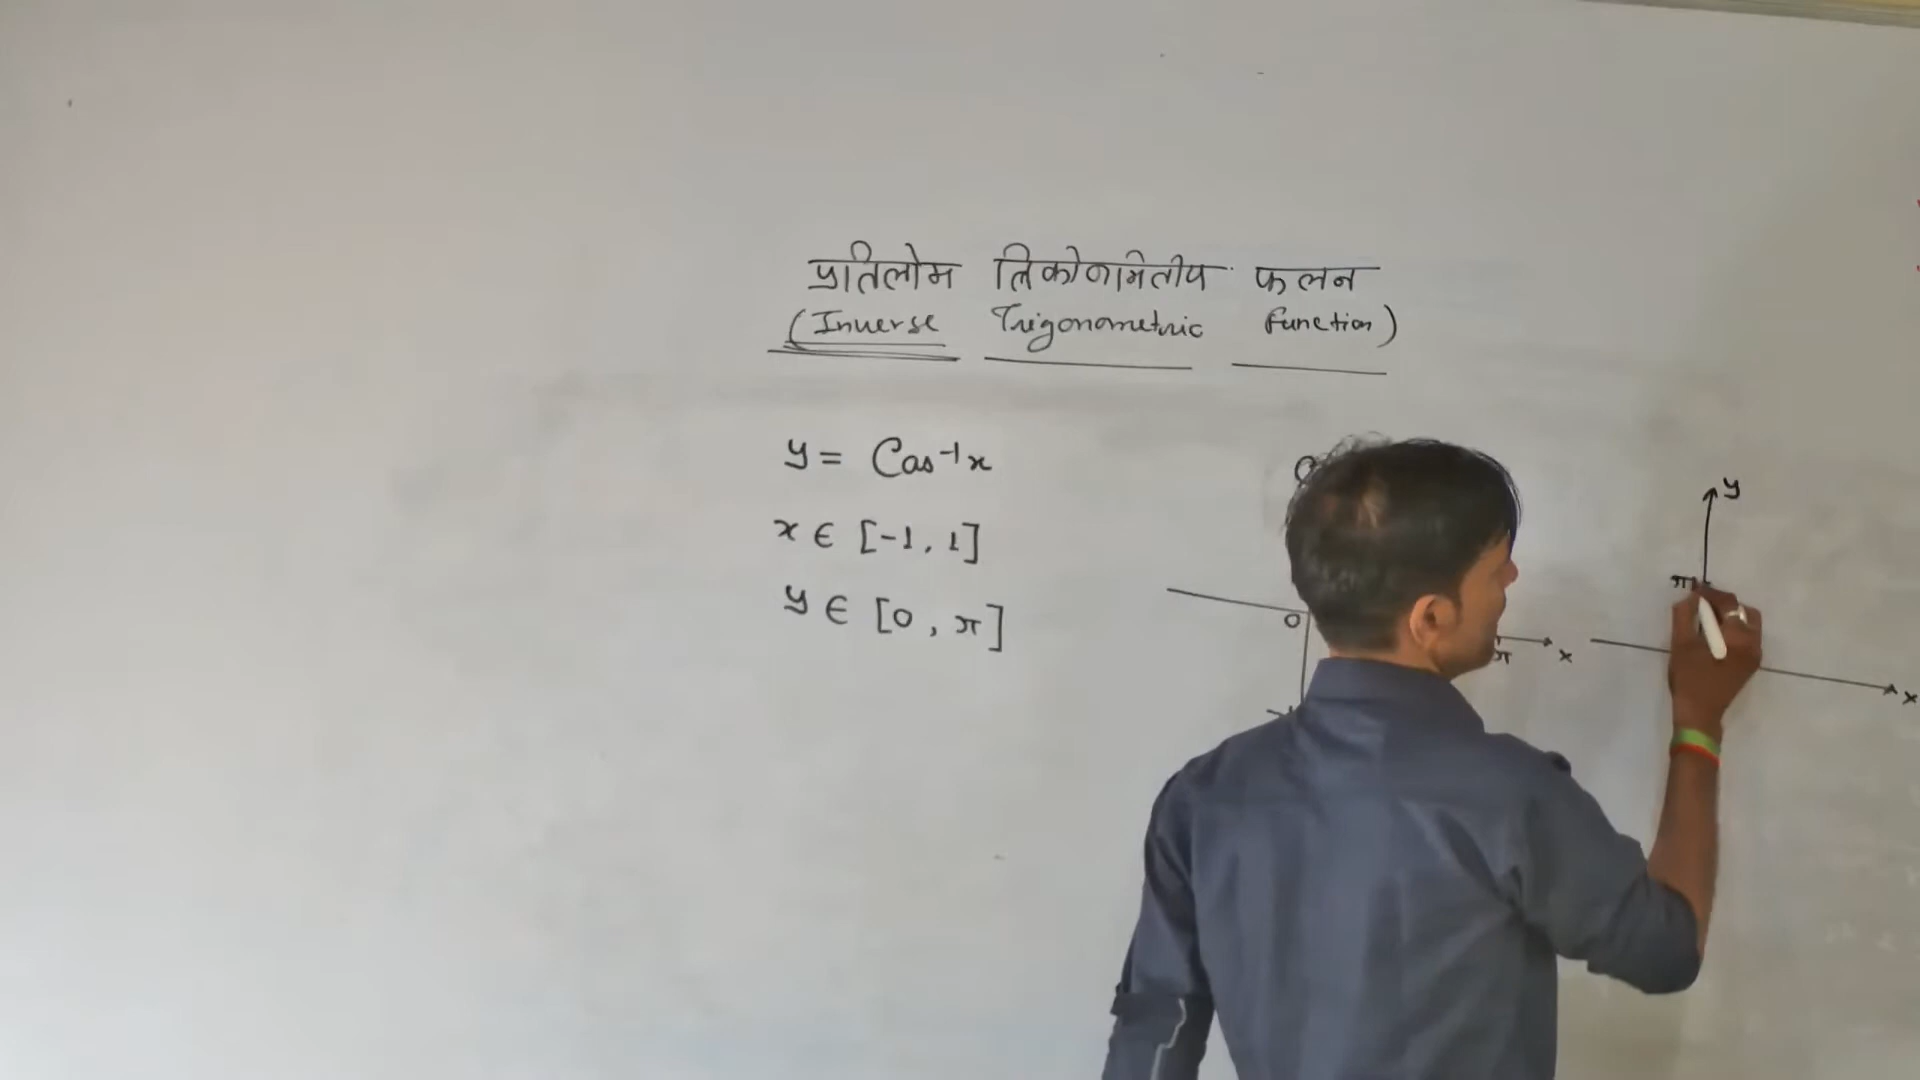 प्रतिलोम त्रिकोणमितीय फलन
(Inverse Trigonometric Function)
y = Cos⁻¹x
x ∈ [-1, 1]
y ∈ [0, π]
0
π x
y
π
x